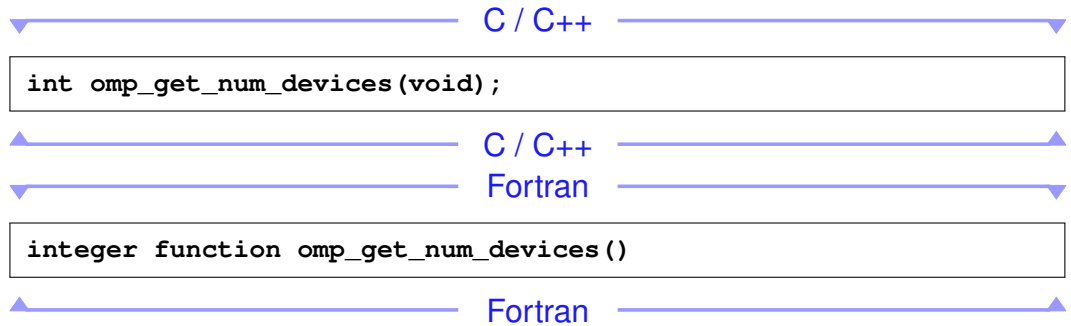 C / C++
int omp_get_num_devices(void);
C / C++
Fortran
integer function omp_get_num_devices()
Fortran